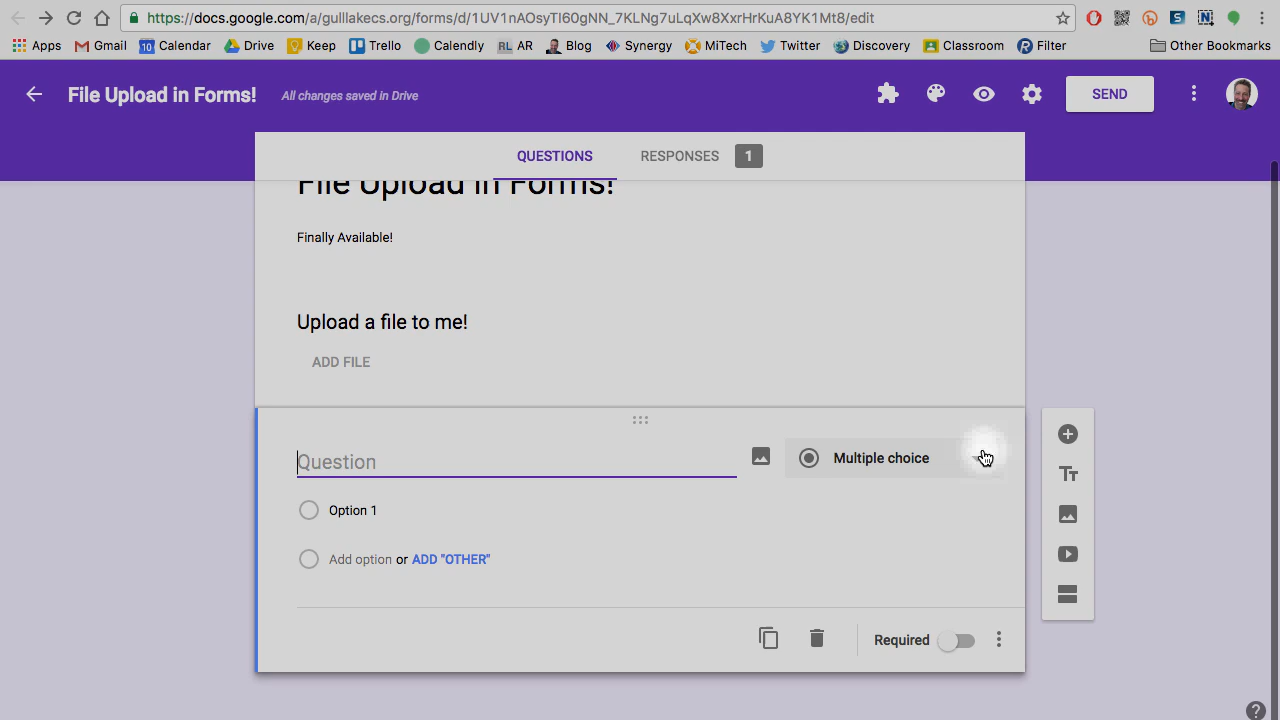 https://docs.google.com/a/gulllakecs.org/forms/d/1UV1nAOsyTI60gNN_7KLNg7uLqXw8XxrHrKuA8YK1Mt8/edit
Apps Gmail 10 Calendar Drive Keep Trello Calendly RL AR Blog Synergy MiTech Twitter Discovery Classroom Filter Other Bookmarks
File Upload in Forms! All changes saved in Drive SEND
QUESTIONS RESPONSES 1
File Upload in Forms!
Finally Available!
Upload a file to me!
ADD FILE
Question Multiple choice
Option 1
Add option or ADD "OTHER"
Required